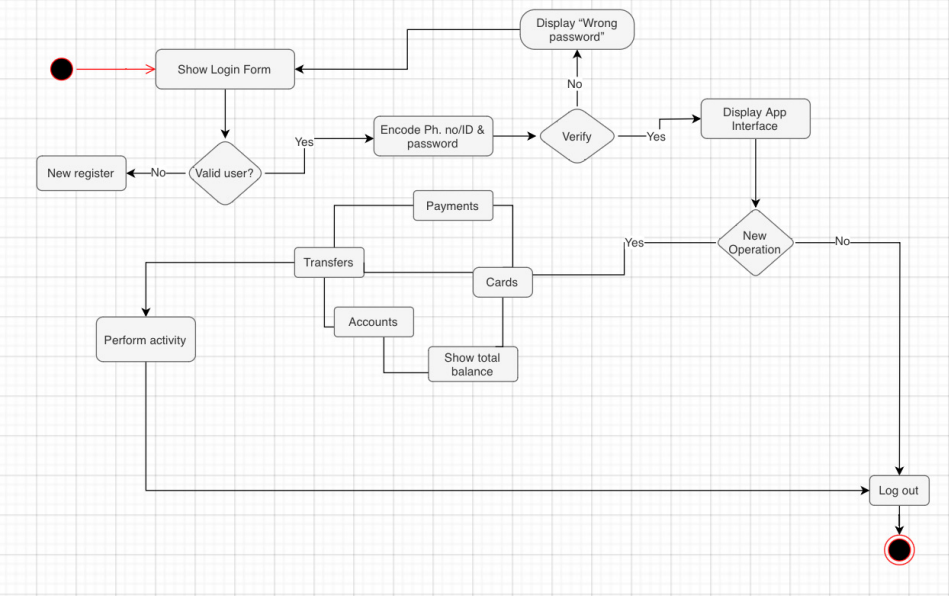 Display “Wrong
password”
Show Login Form
No
Display App
Interface
Encode Ph. no/ID &
password
Verify
Yes
Yes
New register
No
Valid user?
Payments
New
Operation
Yes
No
Transfers
Cards
Accounts
Perform activity
Show total
balance
Log out